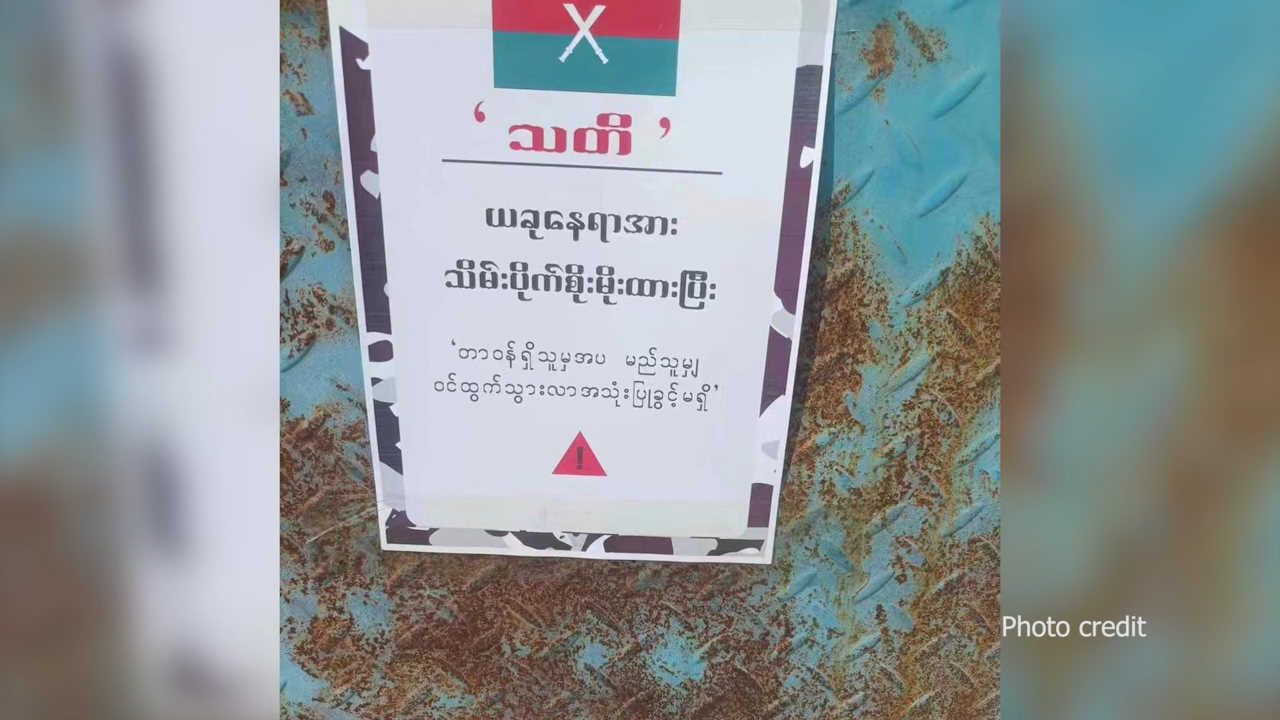 ‘ သတိ ’
ယခုနေရာအား
သိမ်းပိုက်စိုးမိုးထားပြီး
‘တာဝန်ရှိသူမှအပ မည်သူမျှ
ဝင်ထွက်သွားလာအသုံးပြုခွင့်မရှိ’
!
Photo credit